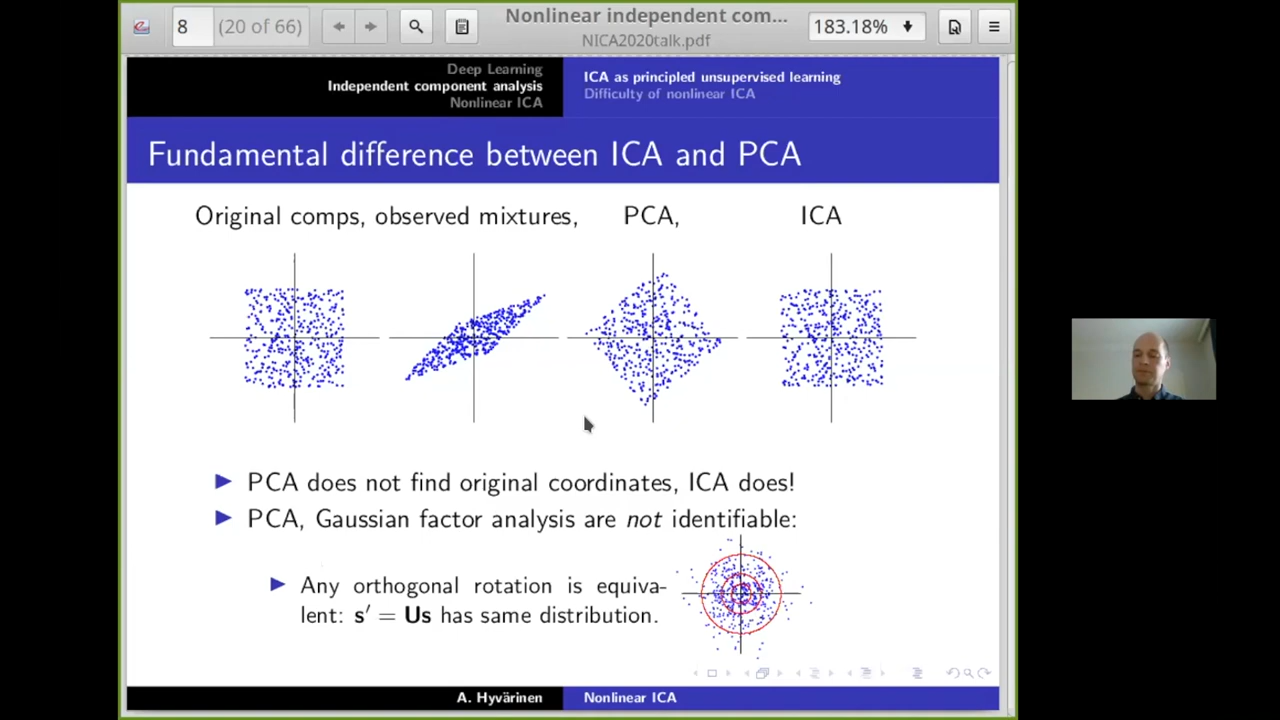 8 (20 of 66) Nonlinear independent com... 183.18%
NICA2020talk.pdf
Deep Learning
Independent component analysis
Nonlinear ICA
ICA as principled unsupervised learning
Difficulty of nonlinear ICA
Fundamental difference between ICA and PCA
Original comps, observed mixtures, PCA, ICA
PCA does not find original coordinates, ICA does!
PCA, Gaussian factor analysis are not identifiable:
Any orthogonal rotation is equiva-
lent: s′ = Us has same distribution.
A. Hyvärinen Nonlinear ICA